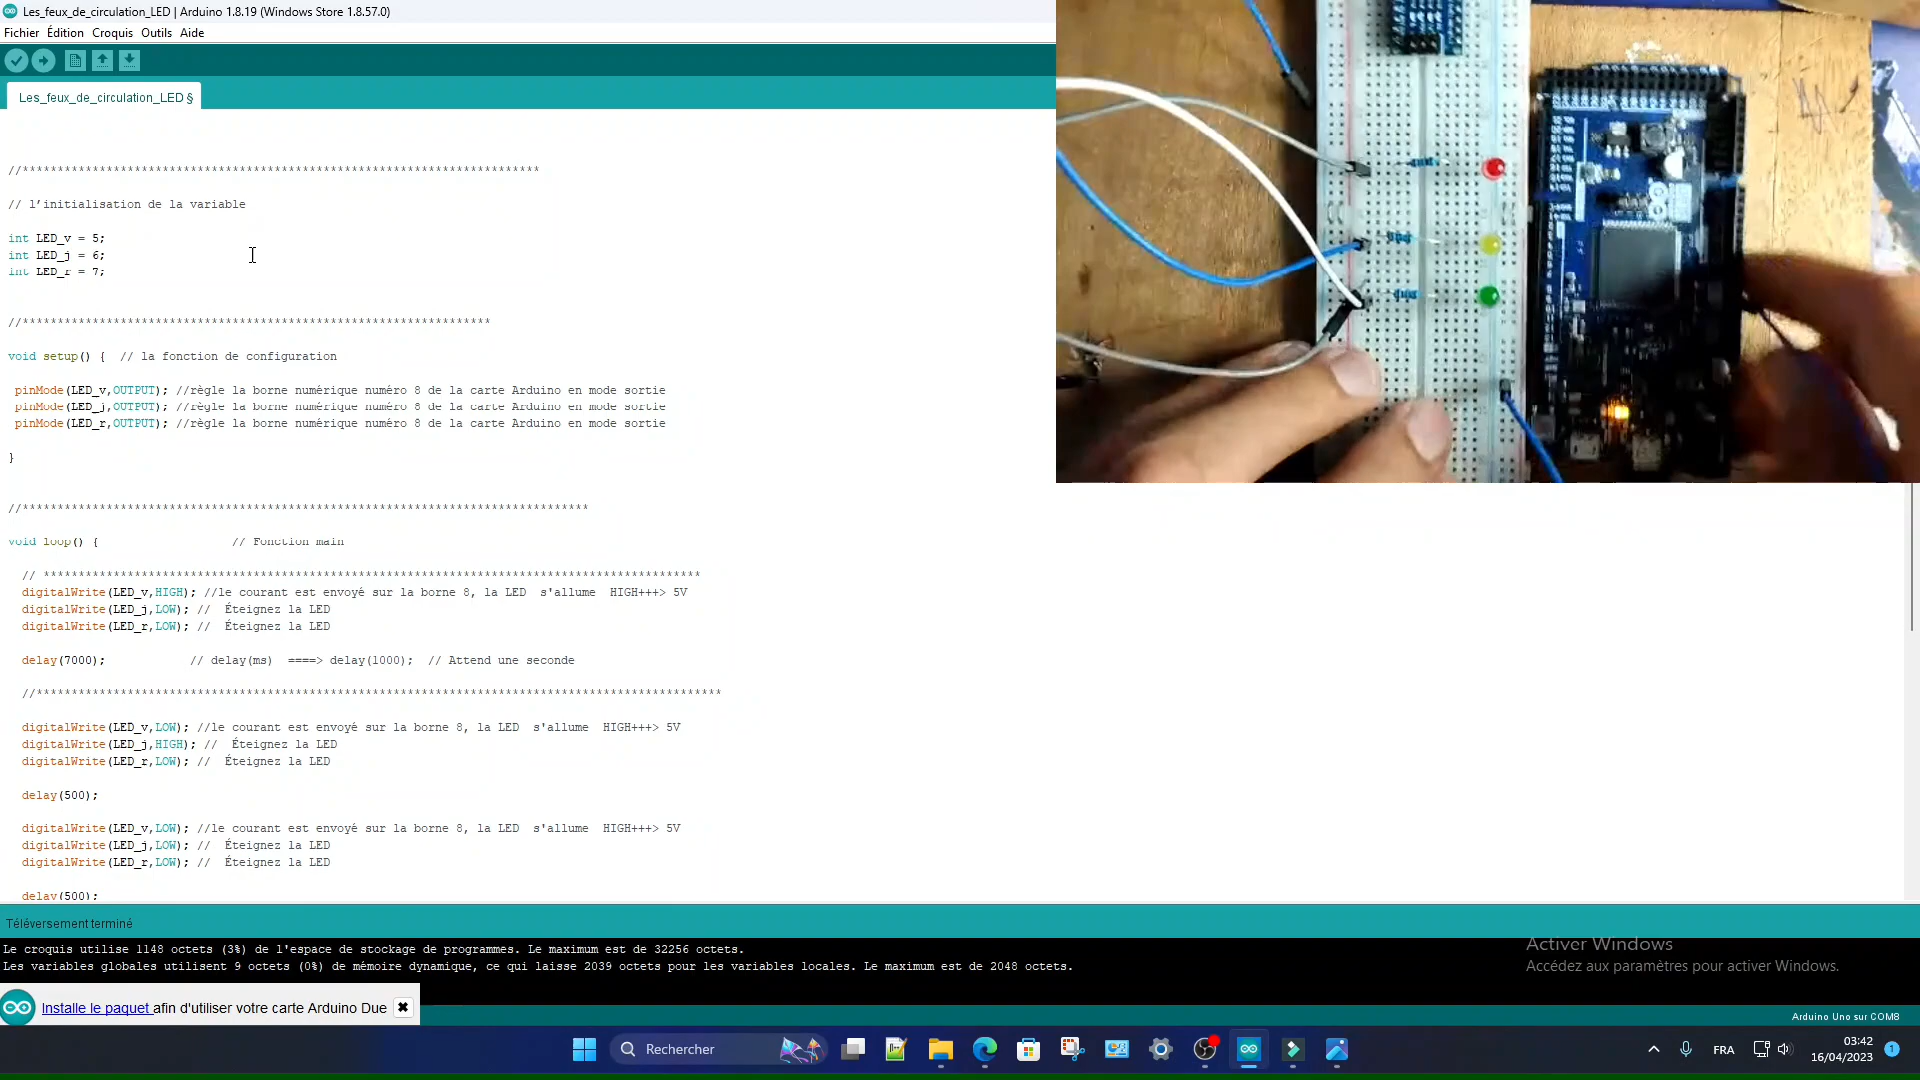 Les_feux_de_circulation_LED | Arduino 1.8.19 (Windows Store 1.8.57.0)
Fichier Édition Croquis Outils Aide
Les_feux_de_circulation_LED §
//**************************************************************************
// l’initialisation de la variable
int LED_v = 5;
int LED_j = 6;
int LED_r = 7;
//*******************************************************************
void setup() {  // la fonction de configuration
pinMode(LED_v,OUTPUT); //règle la borne numérique numéro 8 de la carte Arduino en mode sortie
pinMode(LED_j,OUTPUT); //règle la borne numérique numéro 8 de la carte Arduino en mode sortie
pinMode(LED_r,OUTPUT); //règle la borne numérique numéro 8 de la carte Arduino en mode sortie
}
//*********************************************************************************
void loop() {                   // Fonction main
// **********************************************************************************************
digitalWrite(LED_v,HIGH); //le courant est envoyé sur la borne 8, la LED  s'allume  HIGH+++> 5V
digitalWrite(LED_j,LOW); //  Éteignez la LED
digitalWrite(LED_r,LOW); //  Éteignez la LED
delay(7000);            // delay(ms)  ====> delay(1000);  // Attend une seconde
//**************************************************************************************************
digitalWrite(LED_v,LOW); //le courant est envoyé sur la borne 8, la LED  s'allume  HIGH+++> 5V
digitalWrite(LED_j,HIGH); //  Éteignez la LED
digitalWrite(LED_r,LOW); //  Éteignez la LED
delay(500);
digitalWrite(LED_v,LOW); //le courant est envoyé sur la borne 8, la LED  s'allume  HIGH+++> 5V
digitalWrite(LED_j,LOW); //  Éteignez la LED
digitalWrite(LED_r,LOW); //  Éteignez la LED
delay(500);
Téléversement terminé
Le croquis utilise 1148 octets (3%) de l'espace de stockage de programmes. Le maximum est de 32256 octets.
Les variables globales utilisent 9 octets (0%) de mémoire dynamique, ce qui laisse 2039 octets pour les variables locales. Le maximum est de 2048 octets.
Activer Windows
Accédez aux paramètres pour activer Windows.
Installe le paquet afin d'utiliser votre carte Arduino Due
Arduino Uno sur COM8
Rechercher
FRA
03:42
16/04/2023
1